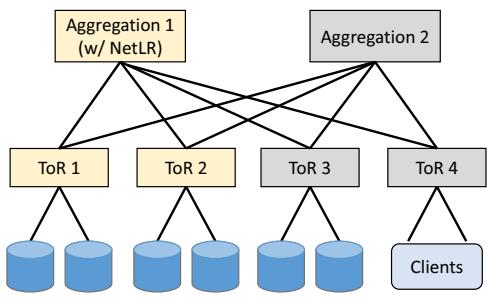 Aggregation 1
(w/ NetLR)
Aggregation 2
ToR 1
ToR 2
ToR 3
ToR 4
Clients